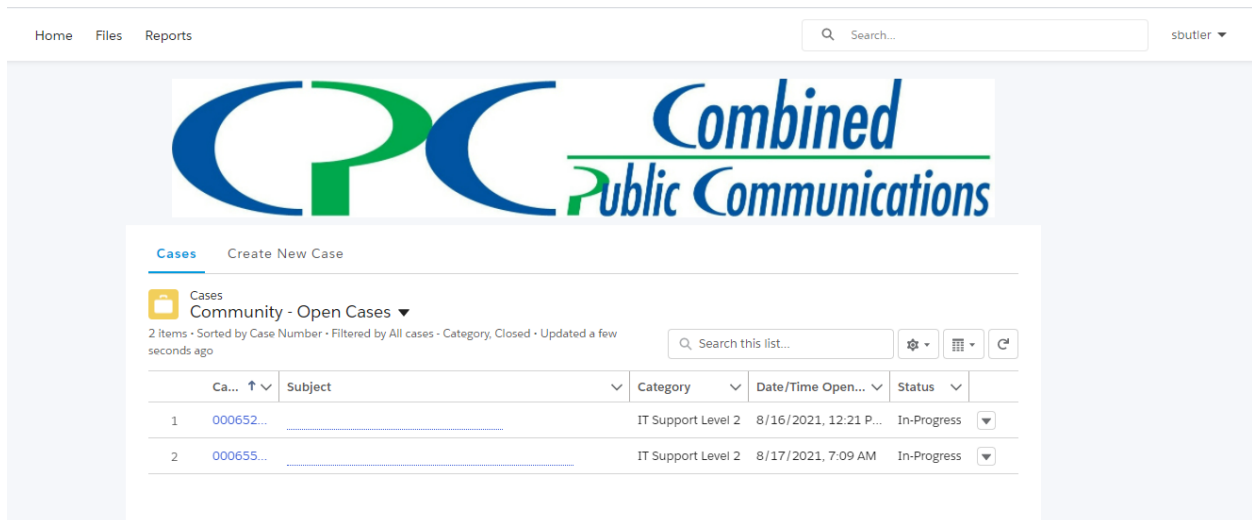 Home Files Reports Search... sbutler
CPC Combined
Public Communications
Cases Create New Case
Cases
Community - Open Cases
2 items • Sorted by Case Number • Filtered by All cases - Category, Closed • Updated a few
seconds ago
Search this list...
Ca... Subject Category Date/Time Open... Status
1 000652... IT Support Level 2 8/16/2021, 12:21 P... In-Progress
2 000655... IT Support Level 2 8/17/2021, 7:09 AM In-Progress